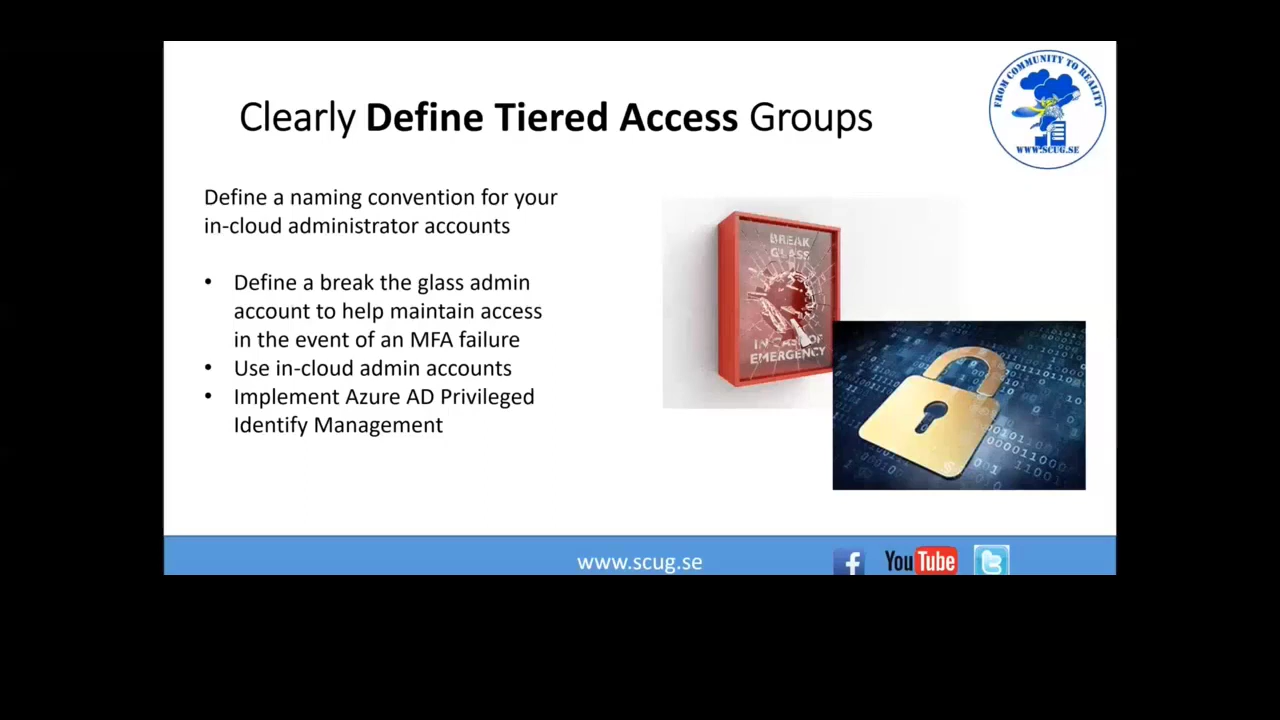 Clearly Define Tiered Access Groups
FROM COMMUNITY TO REALITY
WWW.SCUG.SE
Define a naming convention for your
in-cloud administrator accounts
• Define a break the glass admin
account to help maintain access
in the event of an MFA failure
• Use in-cloud admin accounts
• Implement Azure AD Privileged
Identify Management
BREAK
GLASS
IN CASE OF
EMERGENCY
www.scug.se
f
YouTube